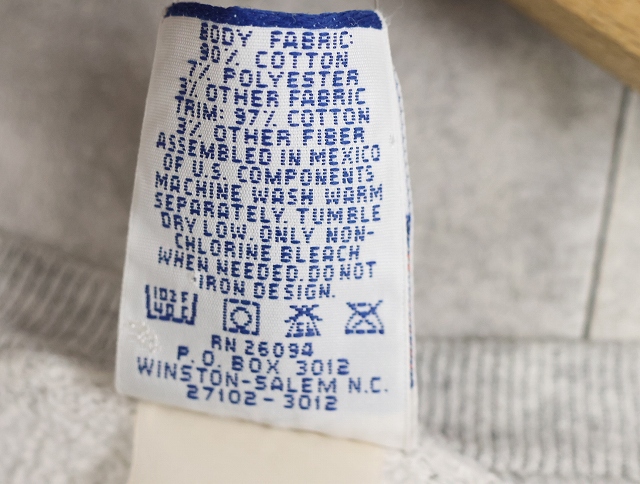 BODY FABRIC:
90% COTTON
7% POLYESTER
3% OTHER FABRIC
TRIM: 97% COTTON
3% OTHER FIBER
ASSEMBLED IN MEXICO
OF U.S. COMPONENTS
MACHINE WASH WARM
SEPARATELY. TUMBLE
DRY LOW. ONLY NON-
CHLORINE BLEACH
WHEN NEEDED. DO NOT
IRON DESIGN.
102F
RN 26094
P.O. BOX 3012
WINSTON-SALEM N.C.
27102-3012